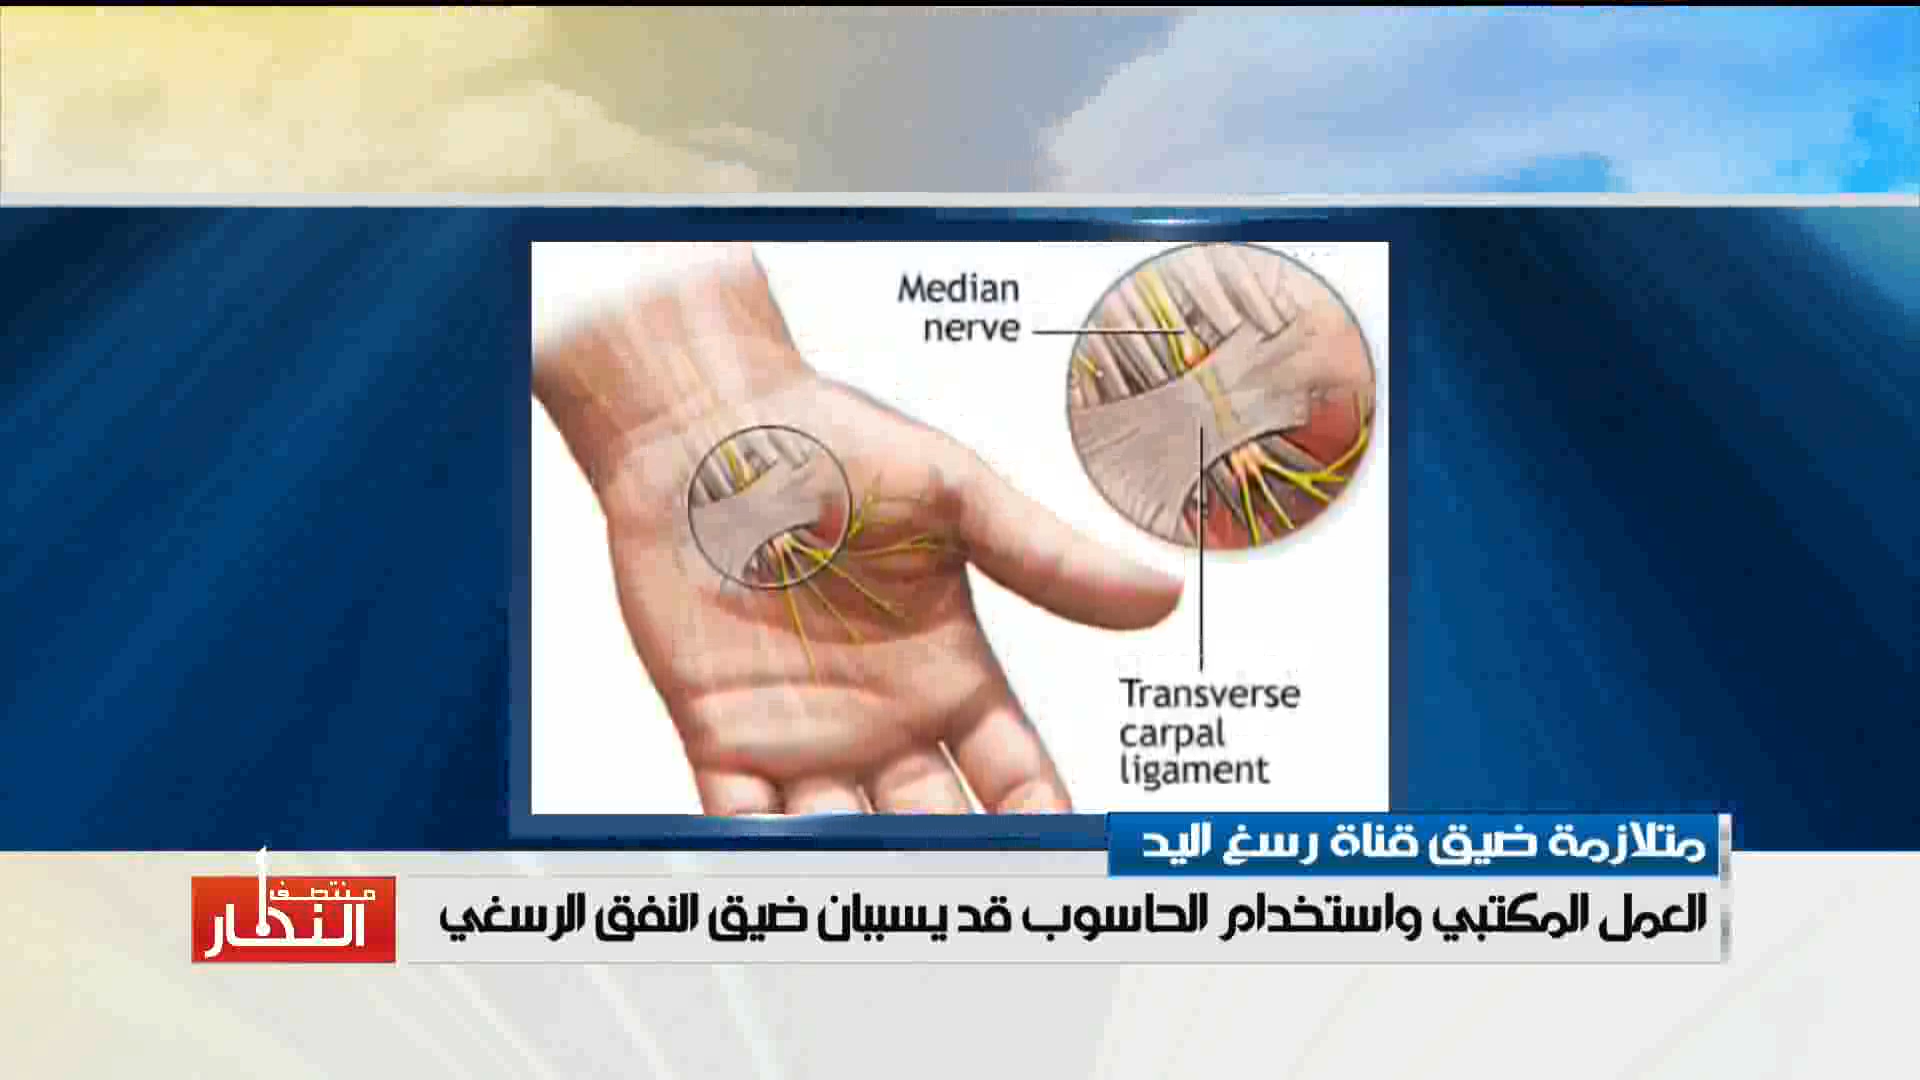 Median
nerve
Transverse
carpal
ligament
متلازمة ضيق قناة رسغ اليد
العمل المكتبي واستخدام الحاسوب قد يسببان ضيق النفق الرسغي
منتصف
النهار